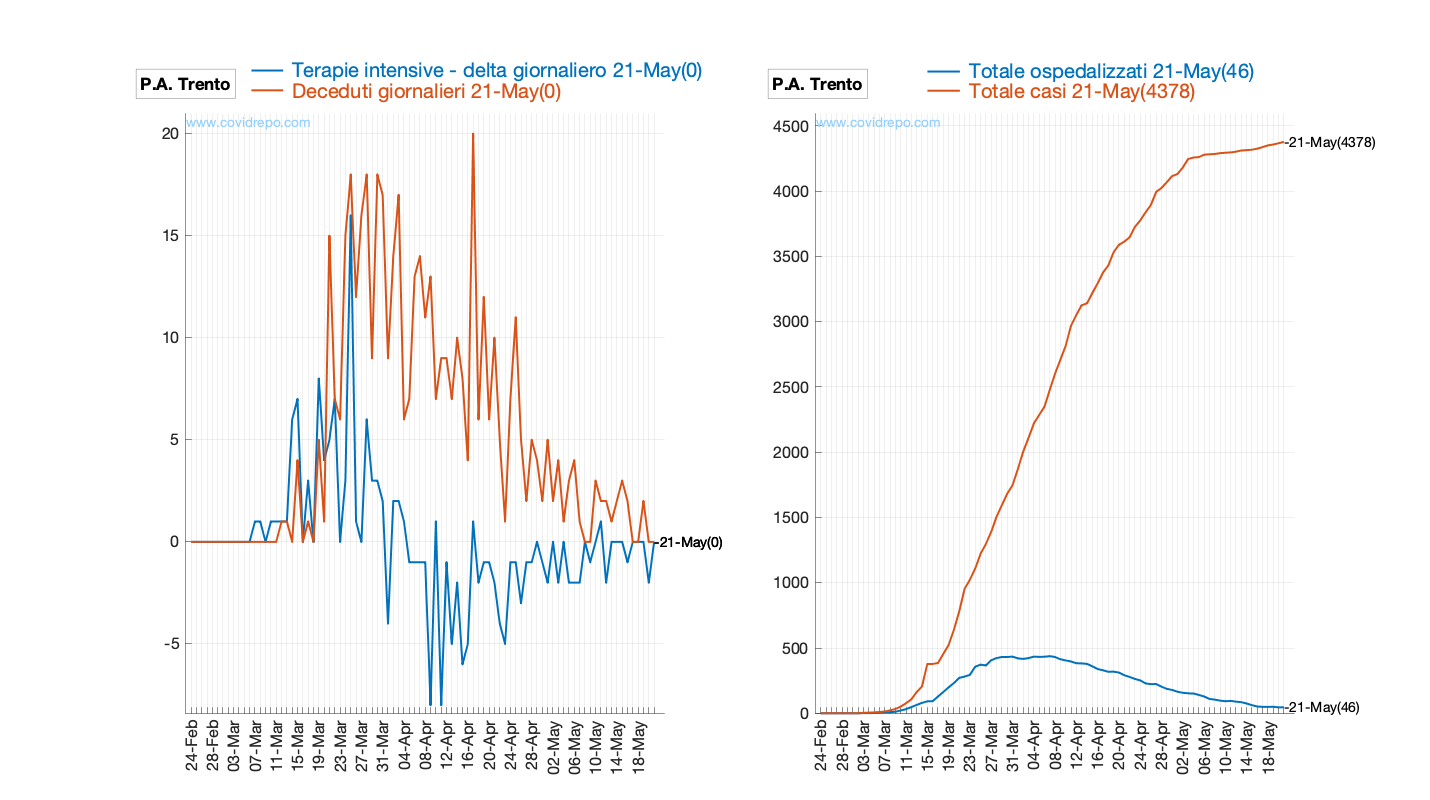 P.A. Trento
Terapie intensive - delta giornaliero 21-May(0)
Deceduti giornalieri 21-May(0)
www.covidrepo.com
20
15
10
5
0
-5
-21-May(0)
24-Feb
28-Feb
03-Mar
07-Mar
11-Mar
15-Mar
19-Mar
23-Mar
27-Mar
31-Mar
04-Apr
08-Apr
12-Apr
16-Apr
20-Apr
24-Apr
28-Apr
02-May
06-May
10-May
14-May
18-May
P.A. Trento
Totale ospedalizzati 21-May(46)
Totale casi 21-May(4378)
www.covidrepo.com
4500
4000
3500
3000
2500
2000
1500
1000
500
0
-21-May(4378)
-21-May(46)
24-Feb
28-Feb
03-Mar
07-Mar
11-Mar
15-Mar
19-Mar
23-Mar
27-Mar
31-Mar
04-Apr
08-Apr
12-Apr
16-Apr
20-Apr
24-Apr
28-Apr
02-May
06-May
10-May
14-May
18-May